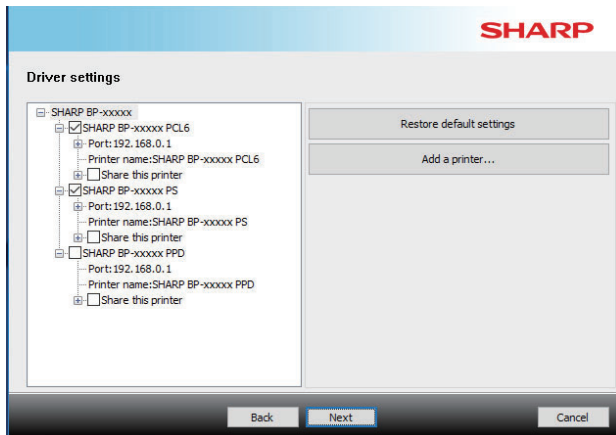 SHARP
Driver settings
SHARP BP-xxxxx
SHARP BP-xxxxx PCL6
Port:192.168.0.1
Printer name:SHARP BP-xxxxx PCL6
Share this printer
SHARP BP-xxxxx PS
Port:192.168.0.1
Printer name:SHARP BP-xxxxx PS
Share this printer
SHARP BP-xxxxx PPD
Port:192.168.0.1
Printer name:SHARP BP-xxxxx PPD
Share this printer
Restore default settings
Add a printer...
Back
Next
Cancel